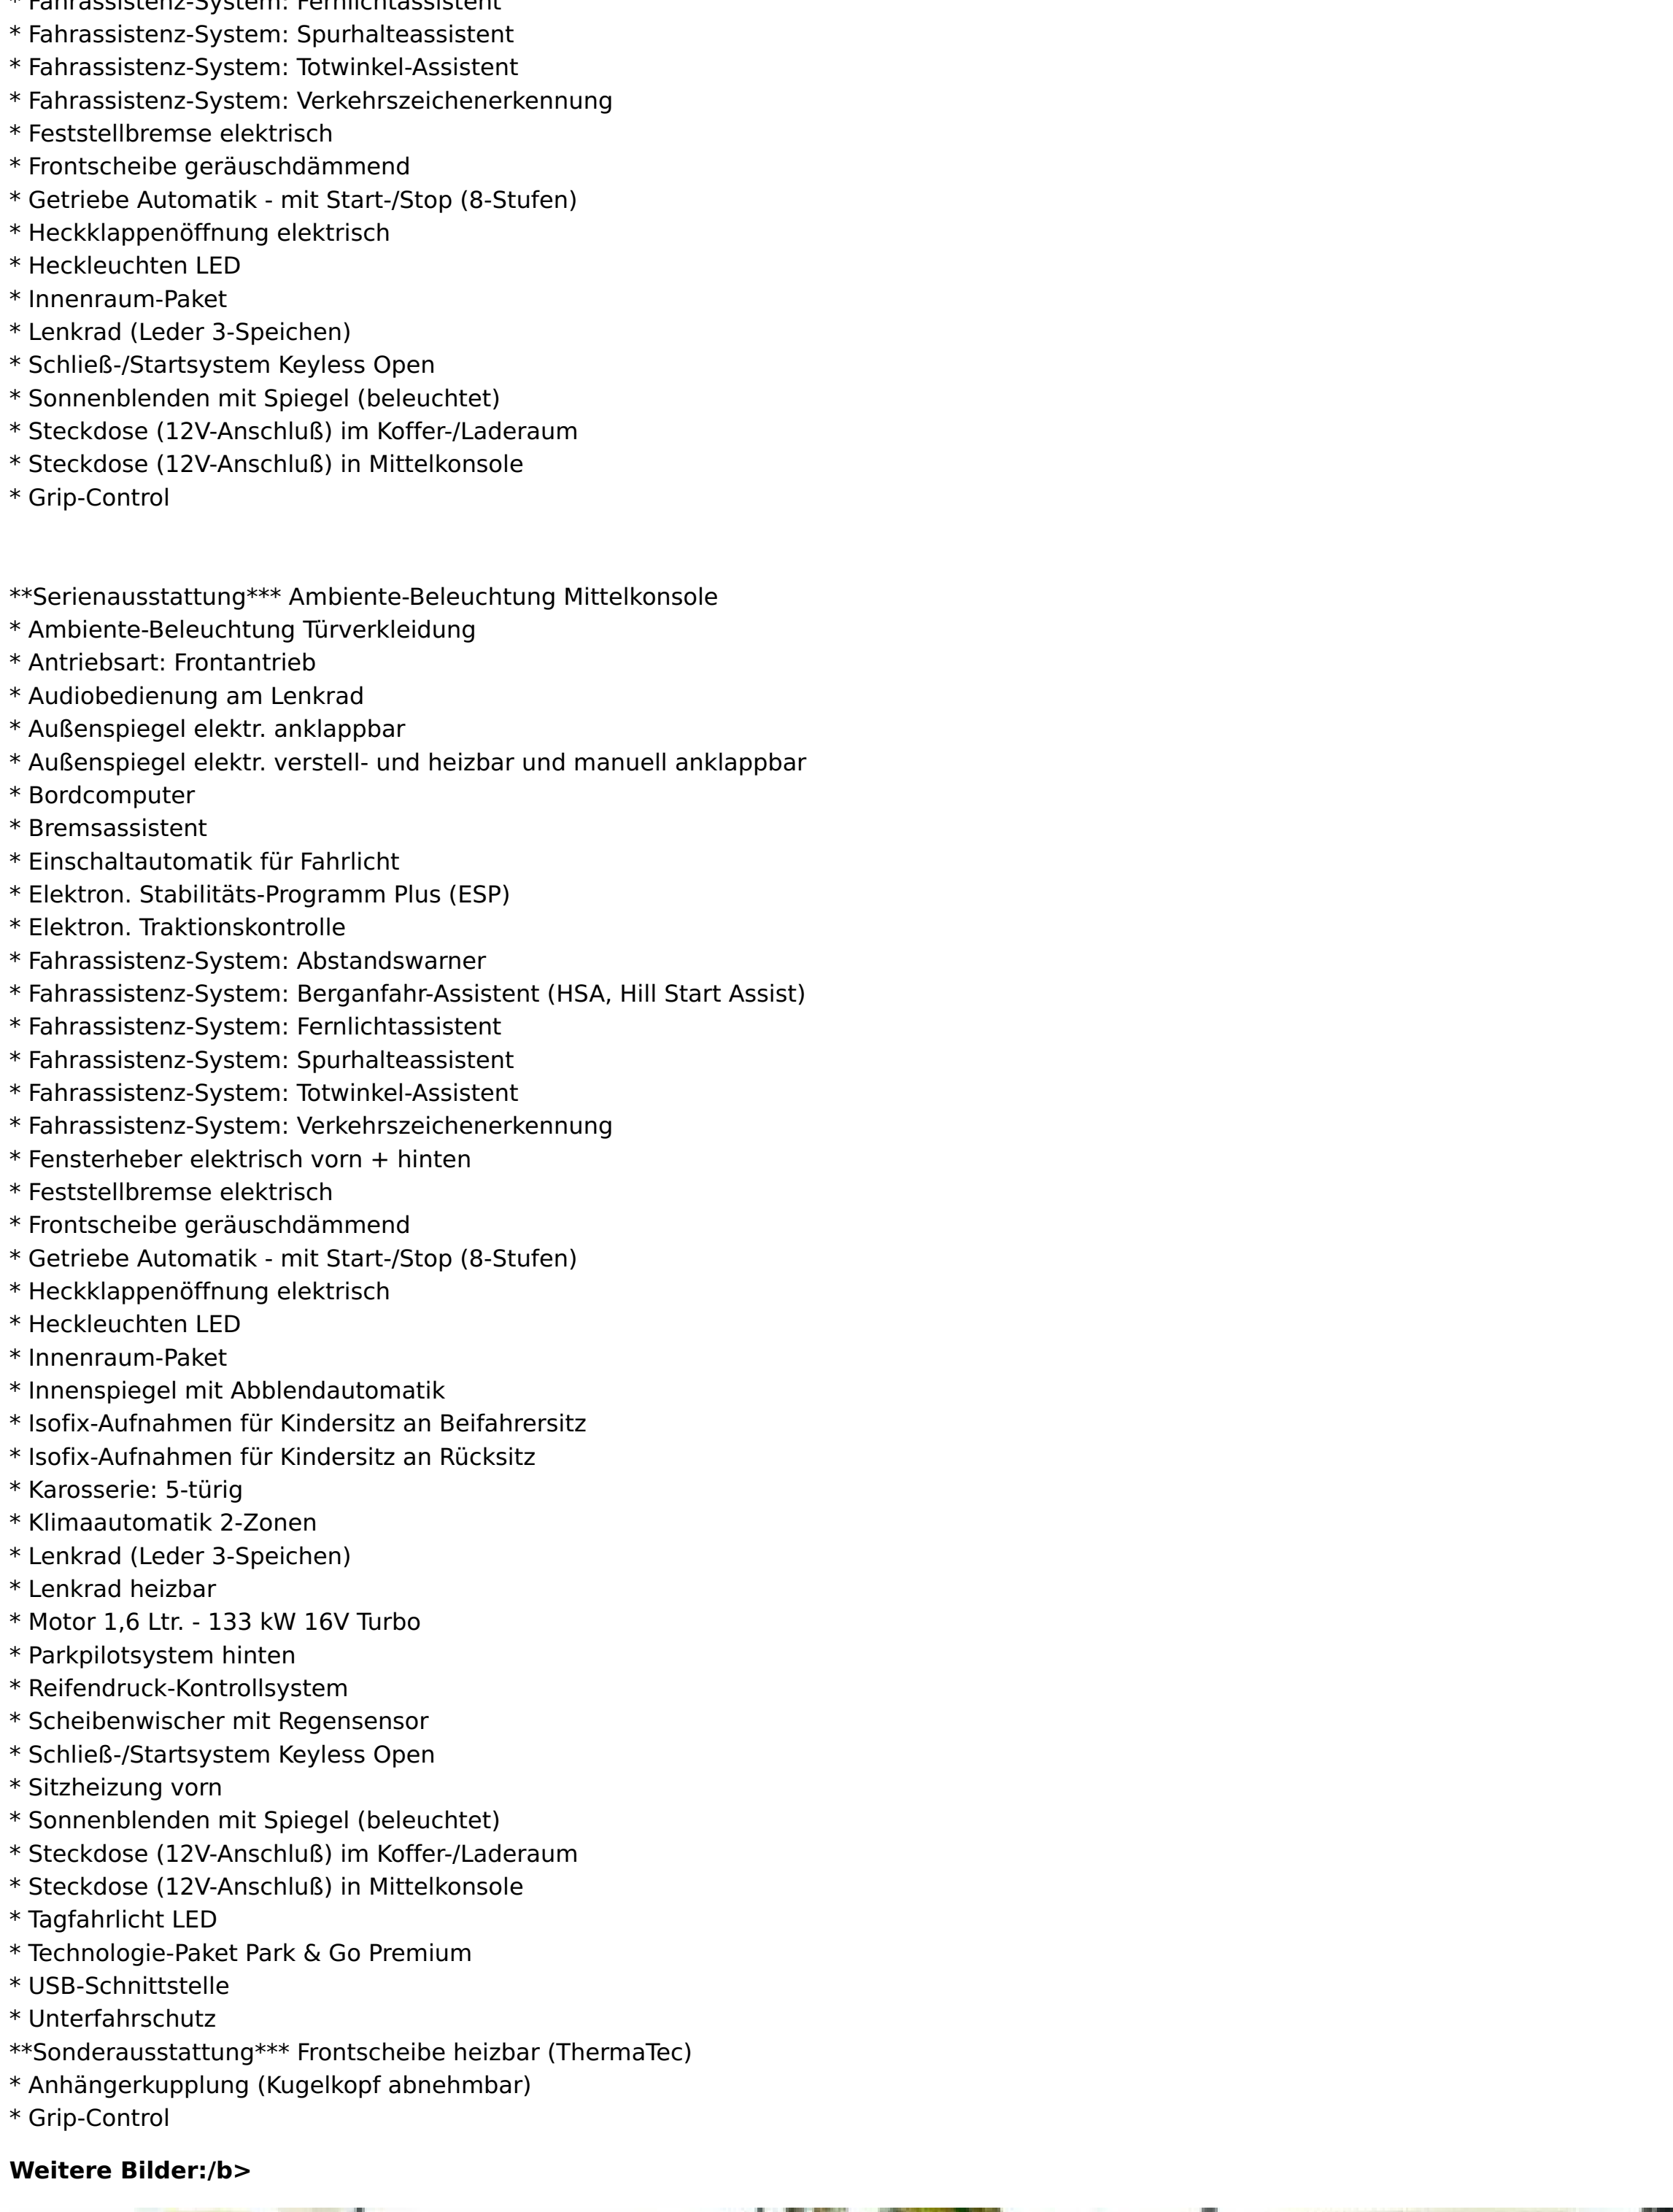 * Fahrassistenz-System: Fernlichtassistent
* Fahrassistenz-System: Spurhalteassistent
* Fahrassistenz-System: Totwinkel-Assistent
* Fahrassistenz-System: Verkehrszeichenerkennung
* Feststellbremse elektrisch
* Frontscheibe geräuschdämmend
* Getriebe Automatik - mit Start-/Stop (8-Stufen)
* Heckklappenöffnung elektrisch
* Heckleuchten LED
* Innenraum-Paket
* Lenkrad (Leder 3-Speichen)
* Schließ-/Startsystem Keyless Open
* Sonnenblenden mit Spiegel (beleuchtet)
* Steckdose (12V-Anschluß) im Koffer-/Laderaum
* Steckdose (12V-Anschluß) in Mittelkonsole
* Grip-Control
**Serienausstattung*** Ambiente-Beleuchtung Mittelkonsole
* Ambiente-Beleuchtung Türverkleidung
* Antriebsart: Frontantrieb
* Audiobedienung am Lenkrad
* Außenspiegel elektr. anklappbar
* Außenspiegel elektr. verstell- und heizbar und manuell anklappbar
* Bordcomputer
* Bremsassistent
* Einschaltautomatik für Fahrlicht
* Elektron. Stabilitäts-Programm Plus (ESP)
* Elektron. Traktionskontrolle
* Fahrassistenz-System: Abstandswarner
* Fahrassistenz-System: Berganfahr-Assistent (HSA, Hill Start Assist)
* Fahrassistenz-System: Fernlichtassistent
* Fahrassistenz-System: Spurhalteassistent
* Fahrassistenz-System: Totwinkel-Assistent
* Fahrassistenz-System: Verkehrszeichenerkennung
* Fensterheber elektrisch vorn + hinten
* Feststellbremse elektrisch
* Frontscheibe geräuschdämmend
* Getriebe Automatik - mit Start-/Stop (8-Stufen)
* Heckklappenöffnung elektrisch
* Heckleuchten LED
* Innenraum-Paket
* Innenspiegel mit Abblendautomatik
* Isofix-Aufnahmen für Kindersitz an Beifahrersitz
* Isofix-Aufnahmen für Kindersitz an Rücksitz
* Karosserie: 5-türig
* Klimaautomatik 2-Zonen
* Lenkrad (Leder 3-Speichen)
* Lenkrad heizbar
* Motor 1,6 Ltr. - 133 kW 16V Turbo
* Parkpilotsystem hinten
* Reifendruck-Kontrollsystem
* Scheibenwischer mit Regensensor
* Schließ-/Startsystem Keyless Open
* Sitzheizung vorn
* Sonnenblenden mit Spiegel (beleuchtet)
* Steckdose (12V-Anschluß) im Koffer-/Laderaum
* Steckdose (12V-Anschluß) in Mittelkonsole
* Tagfahrlicht LED
* Technologie-Paket Park & Go Premium
* USB-Schnittstelle
* Unterfahrschutz
**Sonderausstattung*** Frontscheibe heizbar (ThermaTec)
* Anhängerkupplung (Kugelkopf abnehmbar)
* Grip-Control
Weitere Bilder:/b>